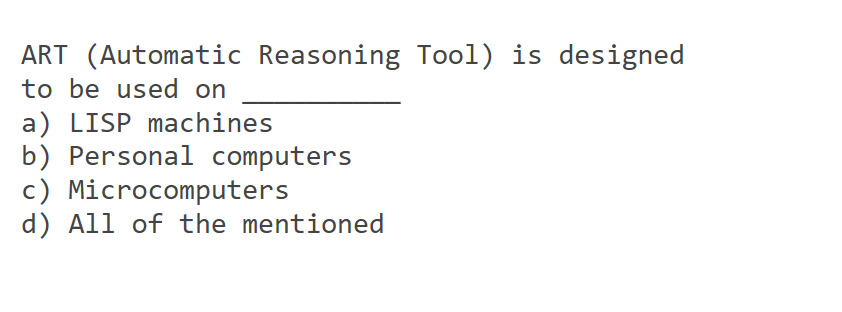 ART (Automatic Reasoning Tool) is designed
to be used on __________
a) LISP machines
b) Personal computers
c) Microcomputers
d) All of the mentioned